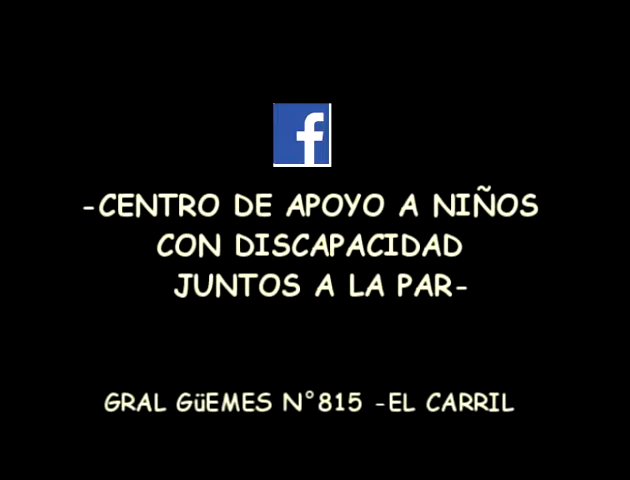 -CENTRO DE APOYO A NIÑOS
CON DISCAPACIDAD
JUNTOS A LA PAR-
GRAL GüEMES N°815 -EL CARRIL